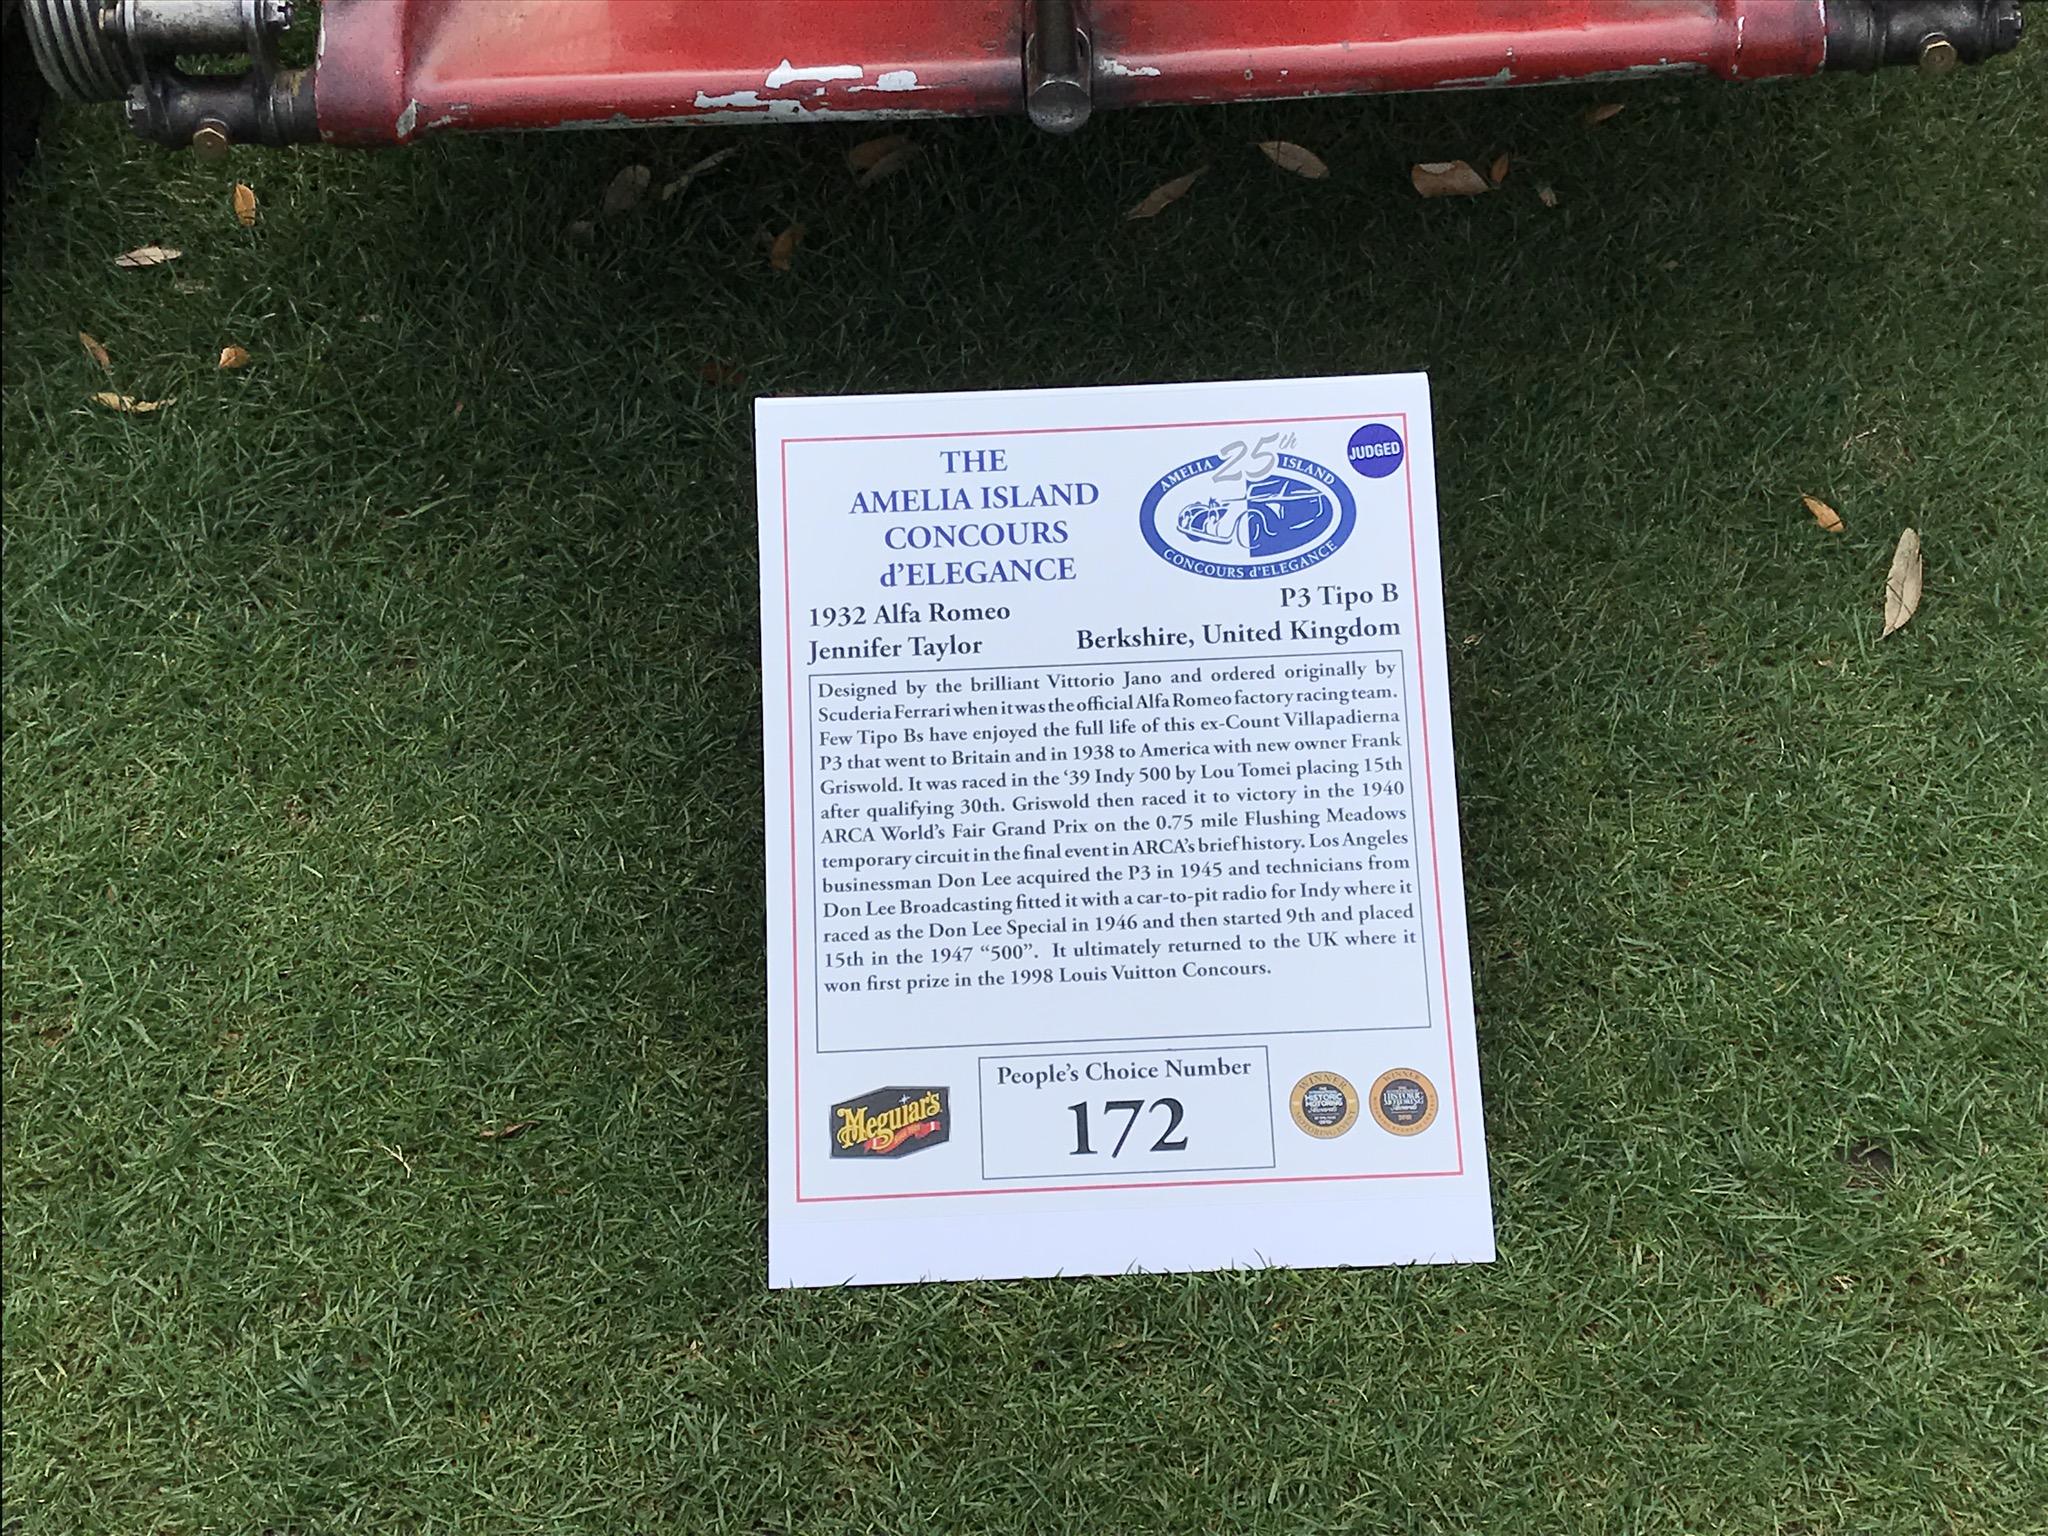 THE
AMELIA ISLAND
CONCOURS
d'ELEGANCE
AMELIA 25th ISLAND
CONCOURS d'ELEGANCE
JUDGED
1932 Alfa Romeo
P3 Tipo B
Jennifer Taylor
Berkshire, United Kingdom
Designed by the brilliant Vittorio Jano and ordered originally by
Scuderia Ferrari when it was the official Alfa Romeo factory racing team.
Few Tipo Bs have enjoyed the full life of this ex-Count Villapadierna
P3 that went to Britain and in 1938 to America with new owner Frank
Griswold. It was raced in the ‘39 Indy 500 by Lou Tomei placing 15th
after qualifying 30th. Griswold then raced it to victory in the 1940
ARCA World’s Fair Grand Prix on the 0.75 mile Flushing Meadows
temporary circuit in the final event in ARCA’s brief history. Los Angeles
businessman Don Lee acquired the P3 in 1945 and technicians from
Don Lee Broadcasting fitted it with a car-to-pit radio for Indy where it
raced as the Don Lee Special in 1946 and then started 9th and placed
15th in the 1947 “500”. It ultimately returned to the UK where it
won first prize in the 1998 Louis Vuitton Concours.
Meguiar's
People’s Choice Number
172
WINNER
HISTORIC
MOTORING
Awards
WINNER
HISTORIC
MOTORING
Awards